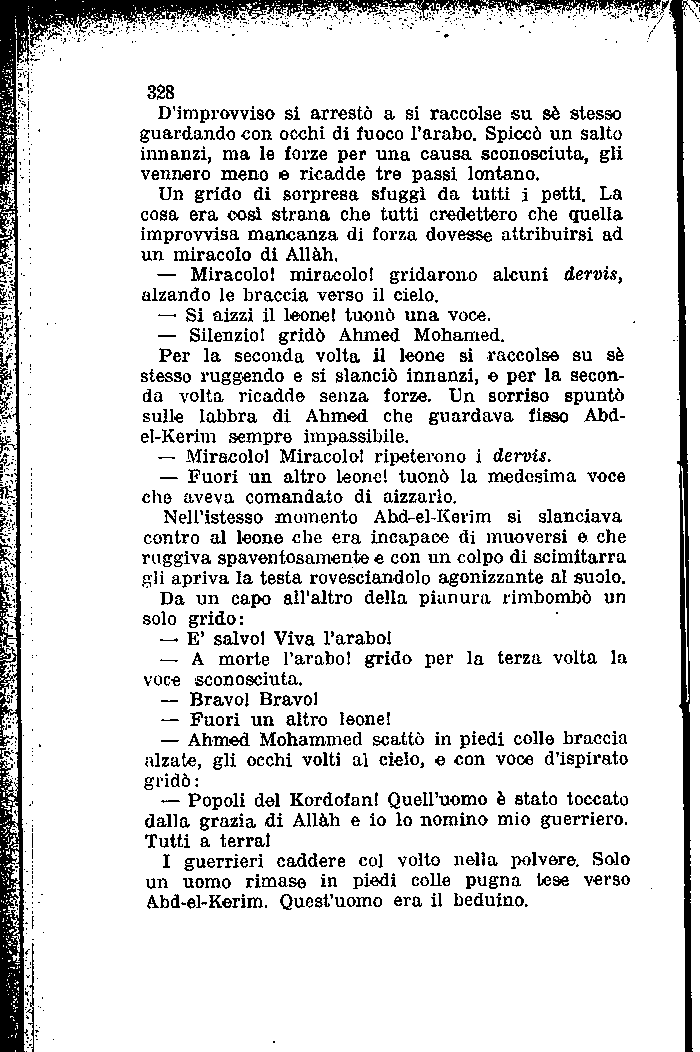 328
D'improvviso si arrestò a si raccolse su sè stesso
guardando con occhi di fuoco l'arabo. Spiccò un salto
innanzi, ma le forze per una causa sconosciuta, gli
vennero meno e ricadde tre passi lontano.
Un grido di sorpresa sfuggì da tutti i petti. La
cosa era così strana che tutti credettero che quella
improvvisa mancanza di forza dovesse attribuirsi ad
un miracolo di Allàh.
— Miracolo! miracolo! gridarono alcuni dervis,
alzando le braccia verso il cielo.
— Si aizzi il leone! tuonò una voce.
— Silenzio! gridò Ahmed Mohamed.
Per la seconda volta il leone si raccolse su sè
stesso ruggendo e si slanciò innanzi, e per la secon-
da volta ricadde senza forze. Un sorriso spuntò
sulle labbra di Ahmed che guardava fisso Abd-
el-Kerim sempre impassibile.
— Miracolo! Miracolo! ripeterono i dervis.
— Fuori un altro leone! tuonò la medesima voce
che aveva comandato di aizzarlo.
Nell'istesso momento Abd-el-Kerim si slanciava
contro al leone che era incapace di muoversi e che
ruggiva spaventosamente e con un colpo di scimitarra
gli apriva la testa rovesciandolo agonizzante al suolo.
Da un capo all'altro della pianura rimbombò un
solo grido:
— E' salvo! Viva l'arabo!
— A morte l'arabo! grido per la terza volta la
voce sconosciuta.
— Bravo! Bravo!
— Fuori un altro leone!
— Ahmed Mohammed scattò in piedi colle braccia
alzate, gli occhi volti al cielo, e con voce d'ispirato
gridò:
— Popoli del Kordofan! Quell'uomo è stato toccato
dalla grazia di Allàh e io lo nomino mio guerriero.
Tutti a terra!
I guerrieri caddere col volto nella polvere. Solo
un uomo rimase in piedi colle pugna tese verso
Abd-el-Kerim. Quest'uomo era il beduino.